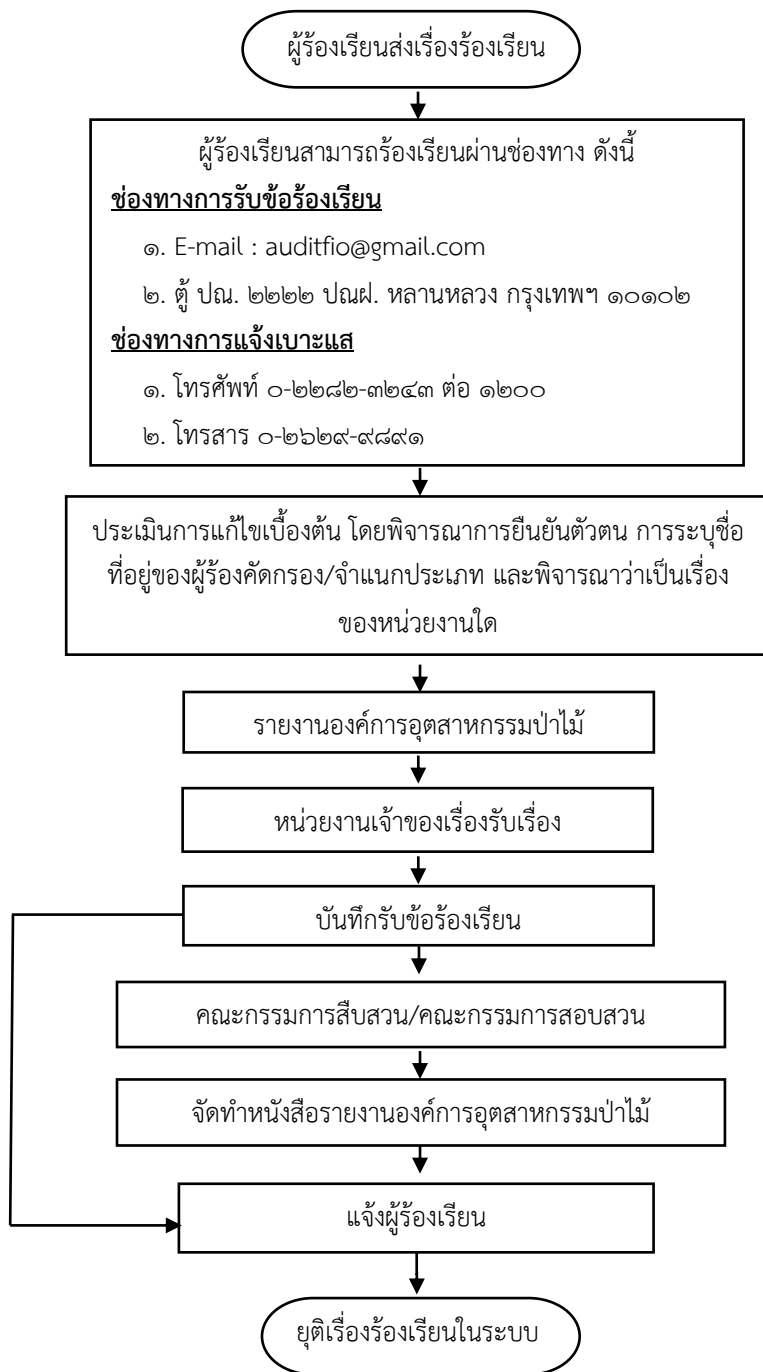 ผู้ร้องเรียนส่งเรื่องร้องเรียน
ผู้ร้องเรียนสามารถร้องเรียนผ่านช่องทาง ดังนี้
ช่องทางการรับข้อร้องเรียน
๑. E-mail : auditfio@gmail.com
๒. ตู้ ปณ. ๒๒๒๒ ปณฝ. หลานหลวง กรุงเทพฯ ๑๐๑๐๒
ช่องทางการแจ้งเบาะแส
๑. โทรศัพท์ ๐-๒๒๘๒-๓๒๔๓ ต่อ ๑๒๐๐
๒. โทรสาร ๐-๒๖๒๙-๙๘๙๑
ประเมินการแก้ไขเบื้องต้น โดยพิจารณาการยืนยันตัวตน การระบุชื่อ
ที่อยู่ของผู้ร้องคัดกรอง/จำแนกประเภท และพิจารณาว่าเป็นเรื่อง
ของหน่วยงานใด
รายงานองค์การอุตสาหกรรมป่าไม้
หน่วยงานเจ้าของเรื่องรับเรื่อง
บันทึกรับข้อร้องเรียน
คณะกรรมการสืบสวน/คณะกรรมการสอบสวน
จัดทำหนังสือรายงานองค์การอุตสาหกรรมป่าไม้
แจ้งผู้ร้องเรียน
ยุติเรื่องร้องเรียนในระบบ